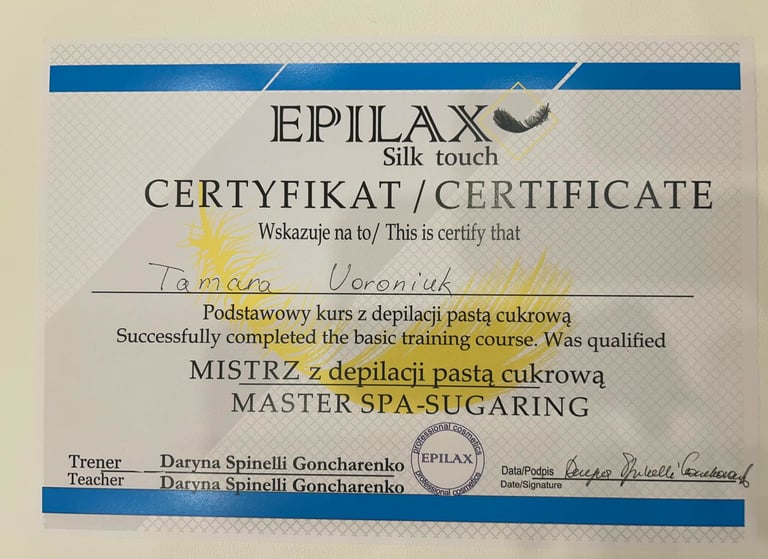 EPILAX
Silk touch
CERTYFIKAT / CERTIFICATE
Wskazuje na to/ This is certify that
Tamara Voroniuk
Podstawowy kurs z depilacji pastą cukrową
Successfully completed the basic training course. Was qualified
MISTRZ z depilacji pastą cukrową
MASTER SPA-SUGARING
Trener Daryna Spinelli Goncharenko
Teacher Daryna Spinelli Goncharenko
professional cosmetics
EPILAX
professional cosmetics
Data/Podpis
Date/Signature